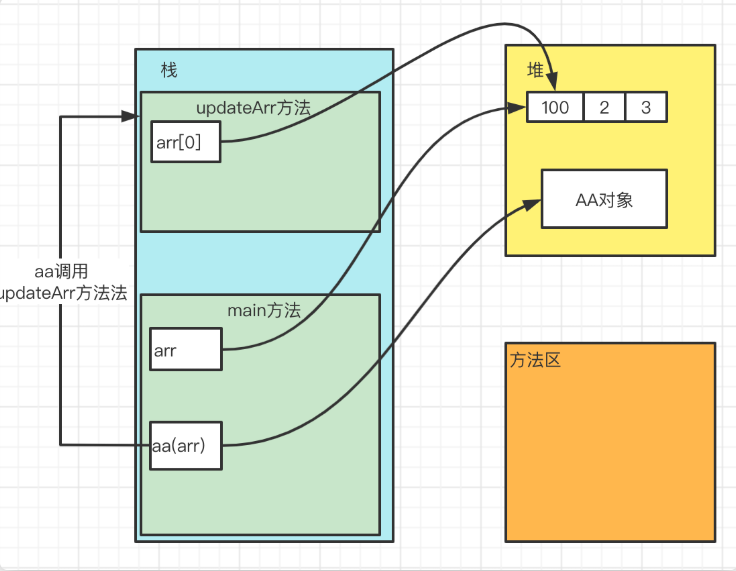 栈
updateArr方法
arr[0]
aa调用
updateArr方法法
main方法
arr
aa(arr)
堆
100 2 3
AA对象
方法区